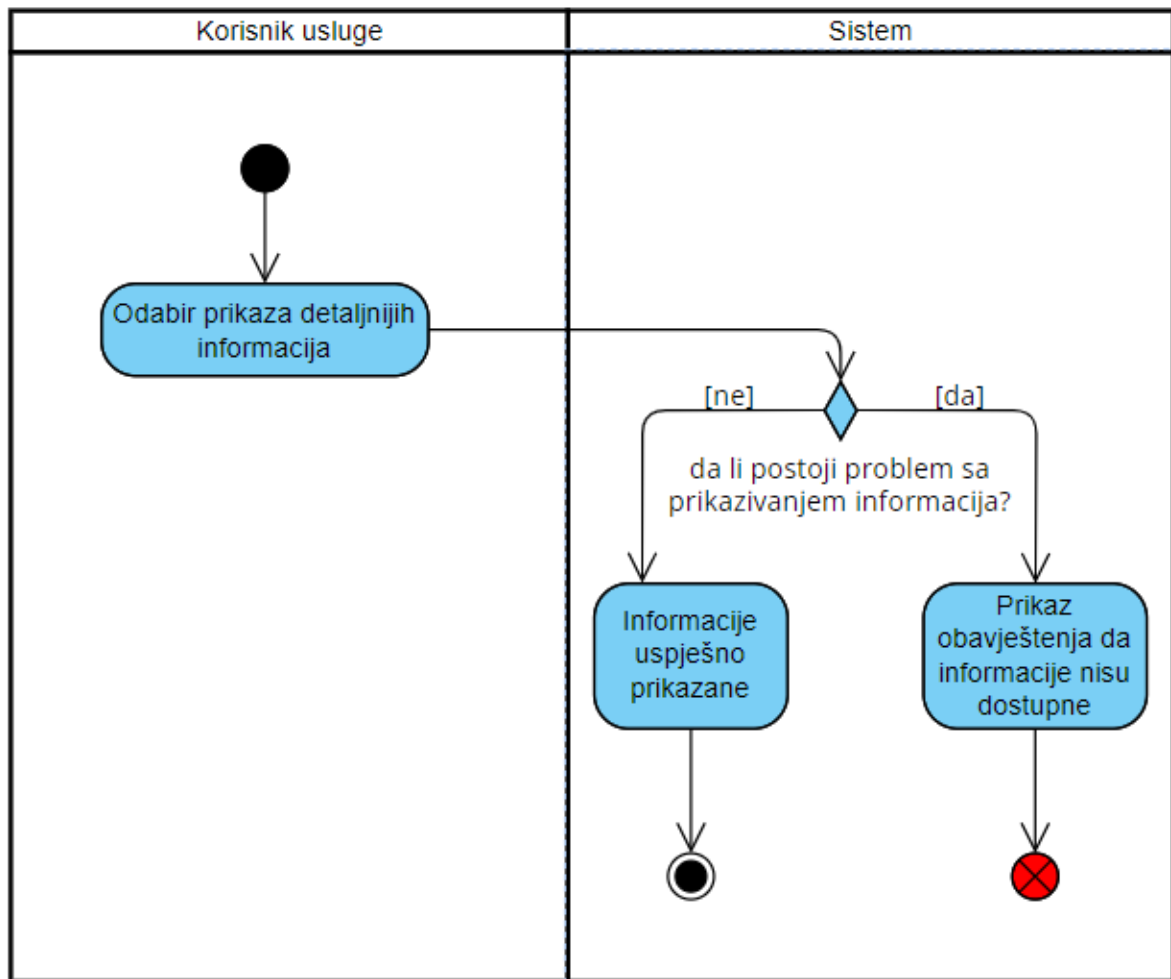 Korisnik usluge
Sistem
Odabir prikaza detaljnijih
informacija
[ne]
[da]
da li postoji problem sa
prikazivanjem informacija?
Informacije
uspješno
prikazane
Prikaz
obavještenja da
informacije nisu
dostupne